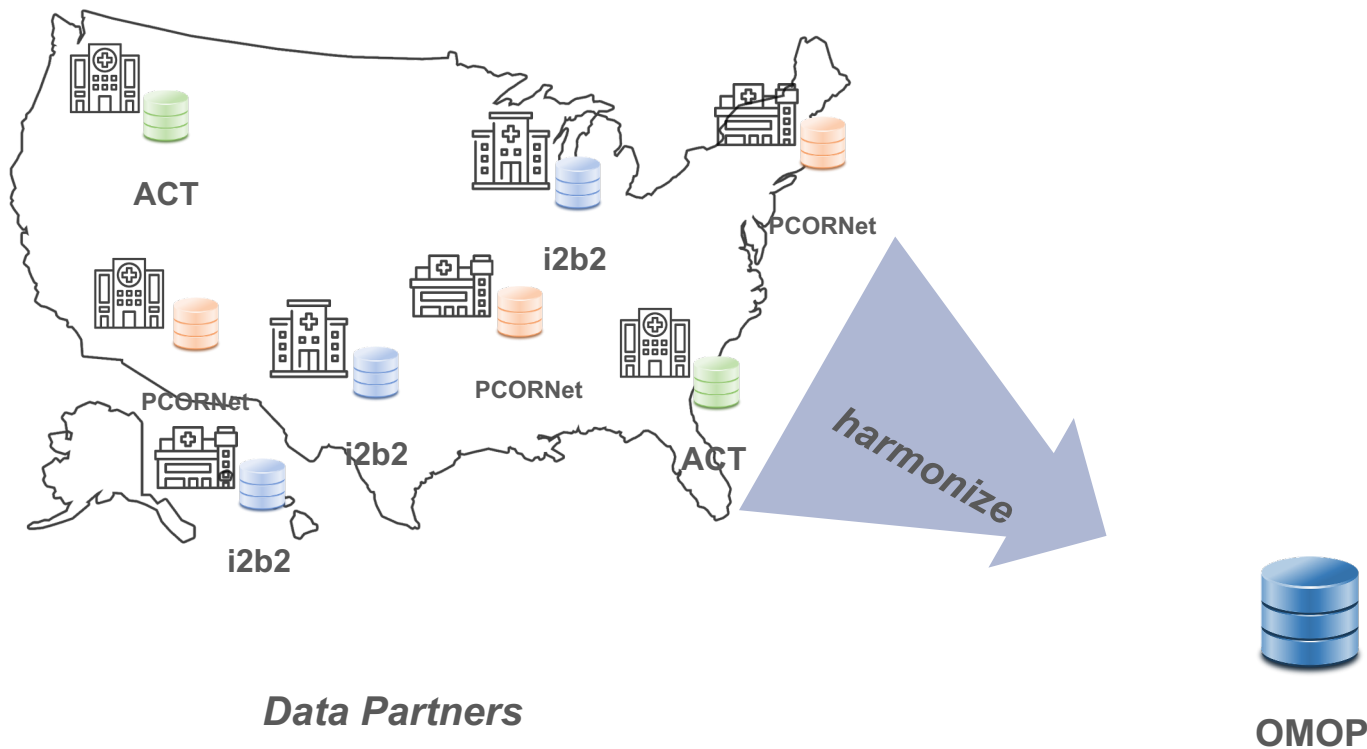 ACT
PCORNet
i2b2
PCORNet
PCORNet
i2b2
ACT
i2b2
harmonize
Data Partners
OMOP